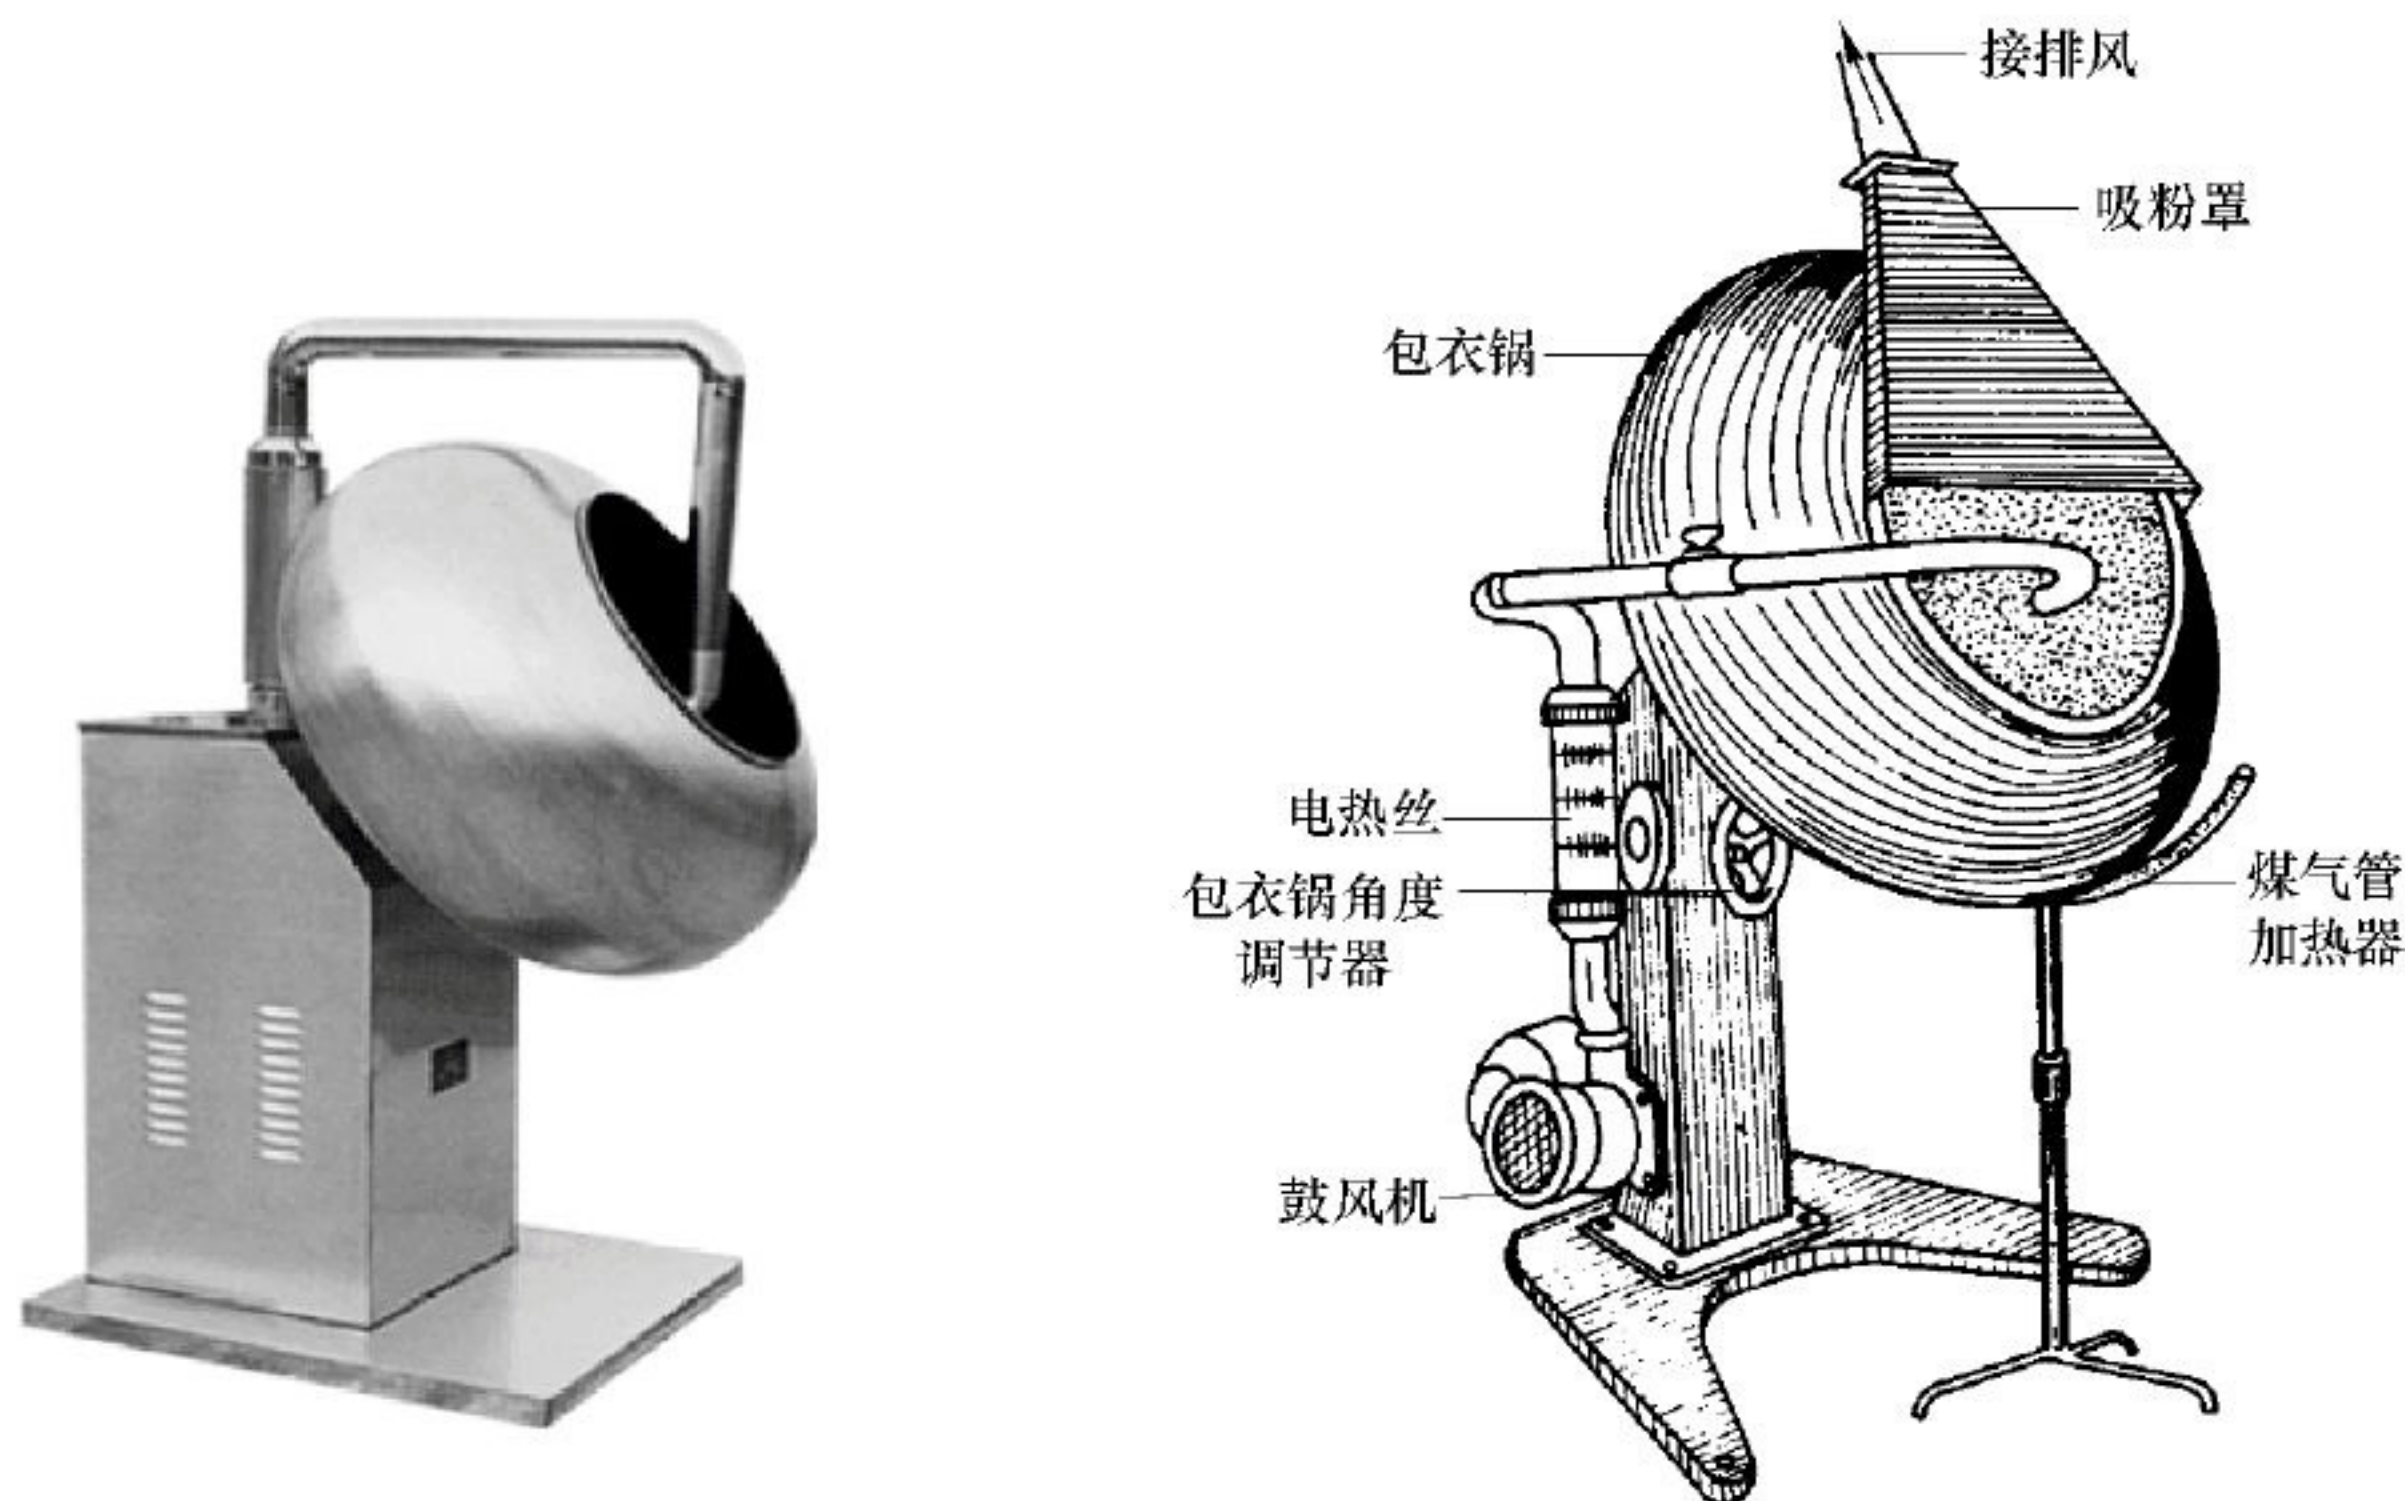 接排风
吸粉罩
包衣锅
电热丝
包衣锅角度
调节器
煤气管
加热器
鼓风机